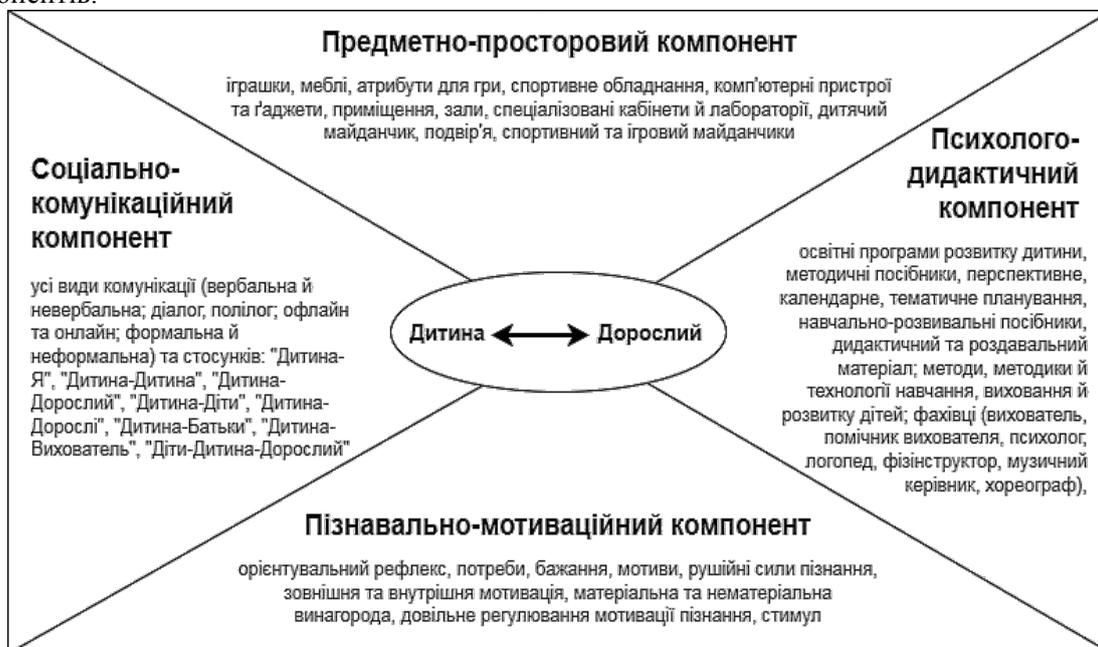 Предметно-просторовий компонент
іграшки, меблі, атрибути для гри, спортивне обладнання, комп'ютерні пристрої
та ґаджети, приміщення, зали, спеціалізовані кабінети й лабораторії, дитячий
майданчик, подвір'я, спортивний та ігровий майданчики
Соціально-
комунікаційний
компонент
усі види комунікації (вербальна й
невербальна; діалог, полілог; офлайн
та онлайн; формальна й
неформальна) та стосунків: "Дитина-
Я", "Дитина-Дитина", "Дитина-
Дорослий", "Дитина-Діти", "Дитина-
Дорослі", "Дитина-Батьки", "Дитина-
Вихователь", "Діти-Дитина-Дорослий"
Дитина
Дорослий
Психолого-
дидактичний
компонент
освітні програми розвитку дитини,
методичні посібники, перспективне,
календарне, тематичне планування,
навчально-розвивальні посібники,
дидактичний та роздавальний
матеріал; методи, методики й
технології навчання, виховання й
розвитку дітей; фахівці (вихователь,
помічник вихователя, психолог,
логопед, фізінструктор, музичний
керівник, хореограф),
Пізнавально-мотиваційний компонент
орієнтувальний рефлекс, потреби, бажання, мотиви, рушійні сили пізнання,
зовнішня та внутрішня мотивація, матеріальна та нематеріальна
винагорода, довільне регулювання мотивації пізнання, стимул